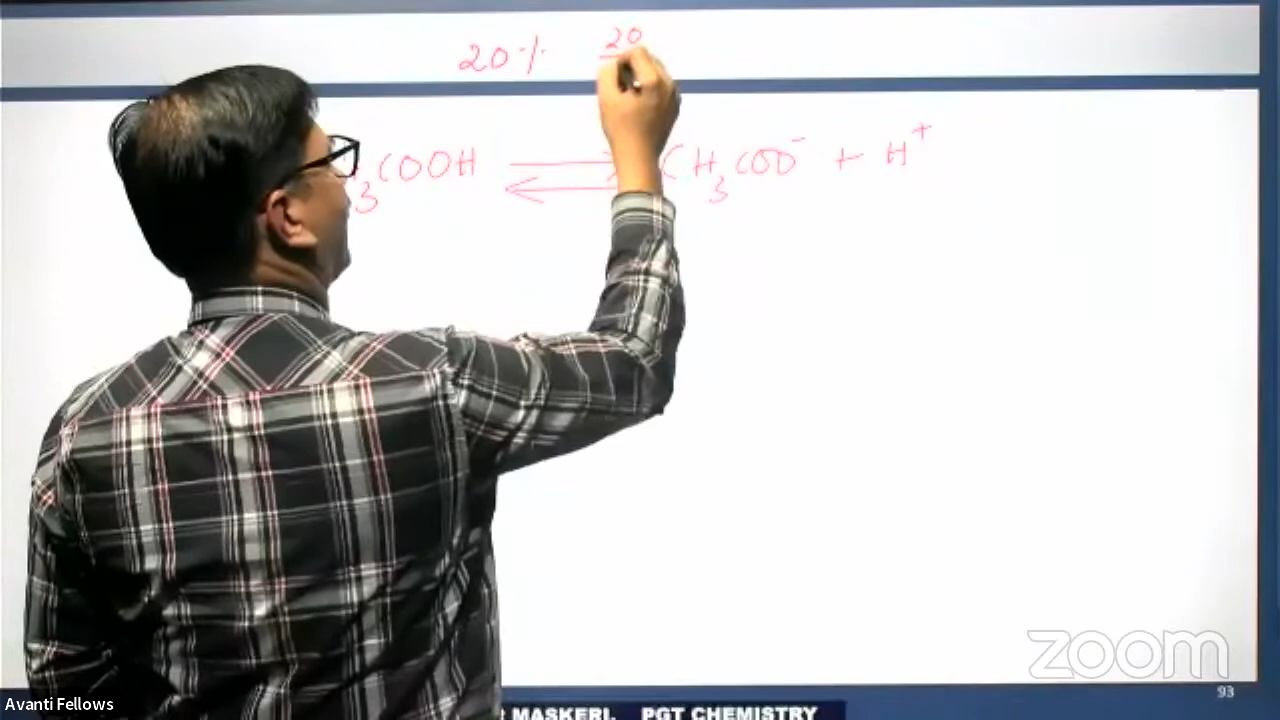 20% 20
3COOH ⇌ CH3COO- + H+
zoom
93
Avanti Fellows
MASKERI, PGT CHEMISTRY